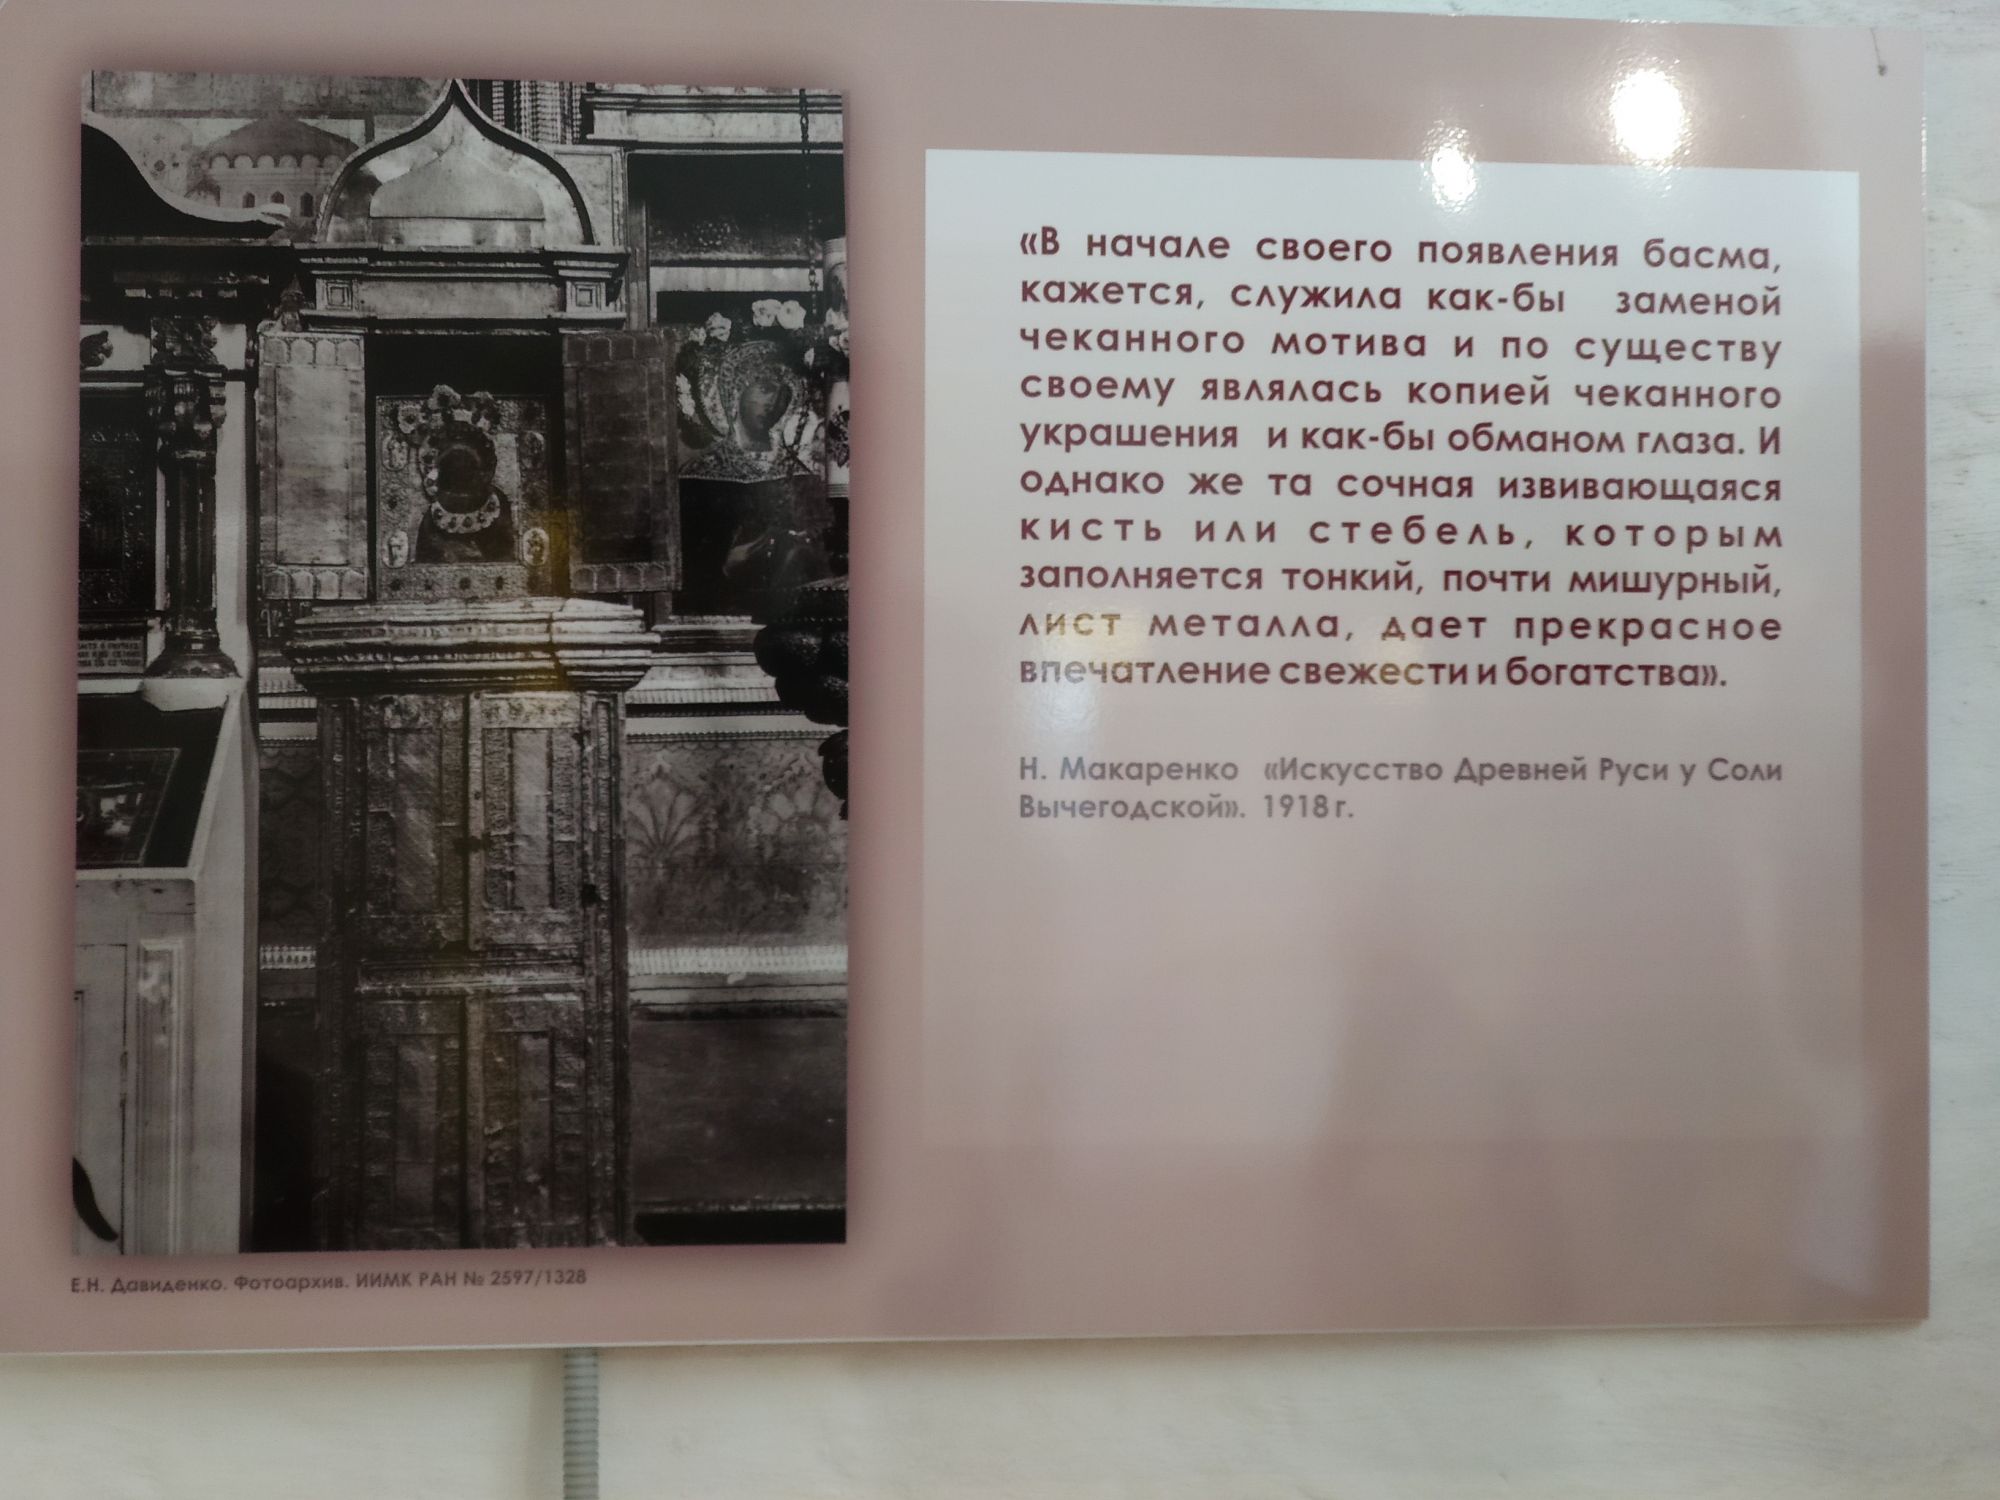 «В начале своего появления басма,
кажется, служила как-бы заменой
чеканного мотива и по существу
своему являлась копией чеканного
украшения и как-бы обманом глаза. И
однако же та сочная извивающаяся
кисть или стебель, которым
заполняется тонкий, почти мишурный,
лист металла, дает прекрасное
впечатление свежести и богатства».
Н. Макаренко «Искусство Древней Руси у Соли
Вычегодской». 1918 г.
Е.Н. Давиденко. Фотоархив. ИИМК РАН № 2597/1328